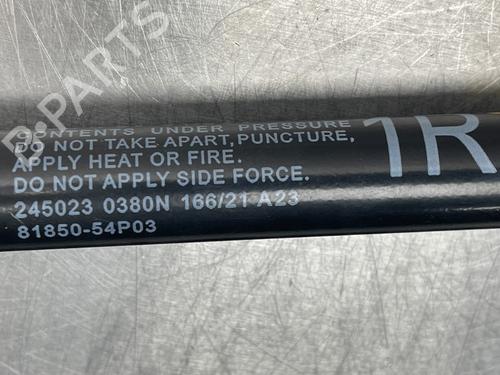 CONTENTS UNDER PRESSURE
DO NOT TAKE APART, PUNCTURE,
APPLY HEAT OR FIRE.
DO NOT APPLY SIDE FORCE.
245023 0380N 166/21 A23
81850-54P03
1R
B-Parts